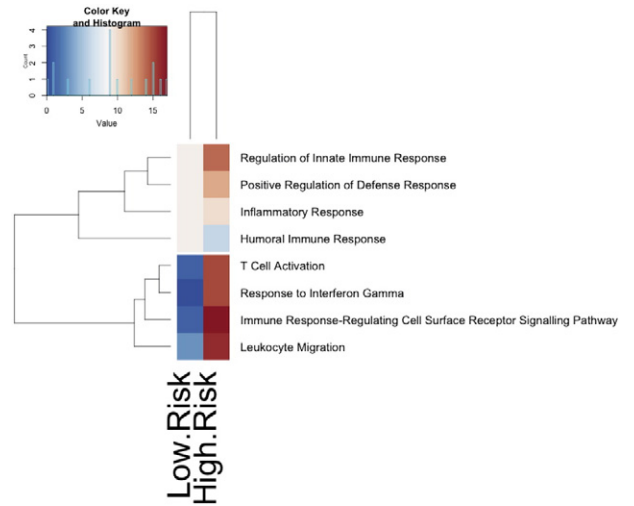 Color Key
and Histogram
Count
0 1 2 3 4
0 5 10 15
Value
Regulation of Innate Immune Response
Positive Regulation of Defense Response
Inflammatory Response
Humoral Immune Response
T Cell Activation
Response to Interferon Gamma
Immune Response-Regulating Cell Surface Receptor Signalling Pathway
Leukocyte Migration
Low.Risk
High.Risk